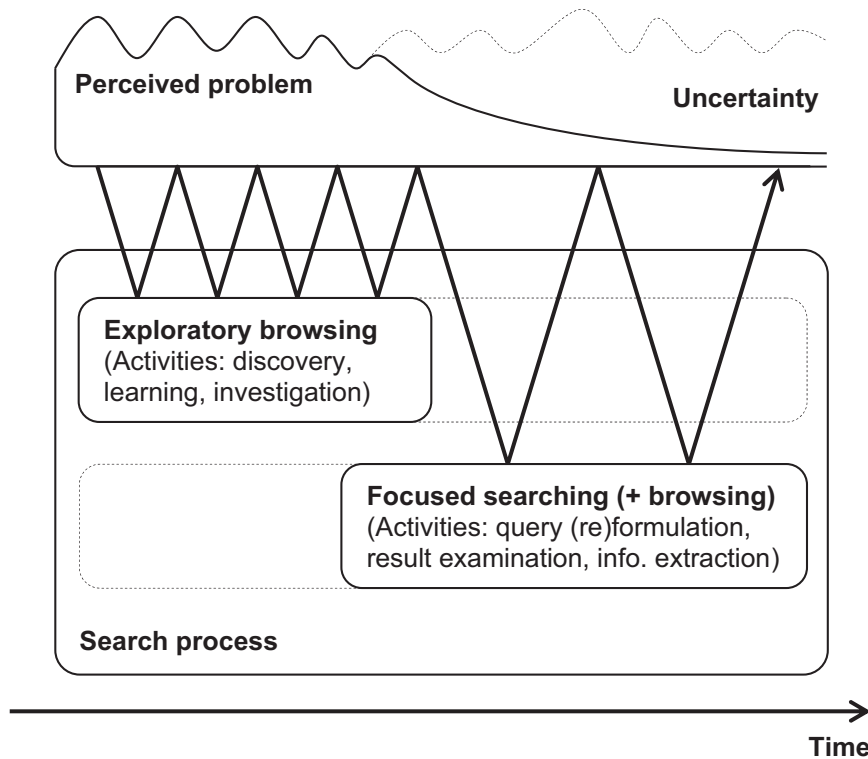 Perceived problem
Uncertainty
Exploratory browsing
(Activities: discovery,
learning, investigation)
Focused searching (+ browsing)
(Activities: query (re)formulation,
result examination, info. extraction)
Search process
Time